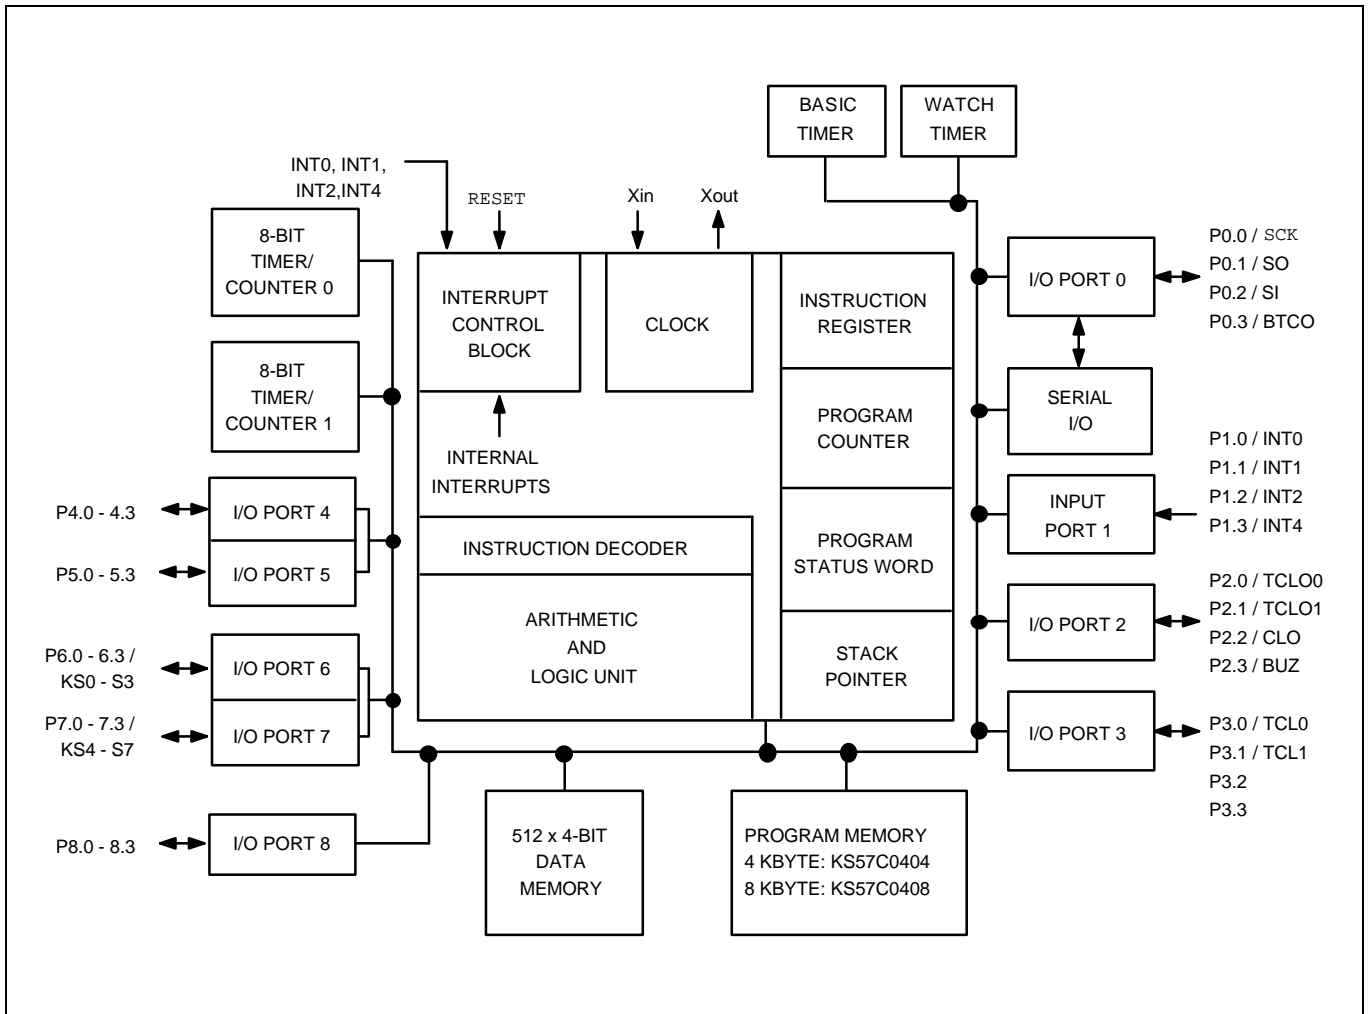 BASIC
TIMER
WATCH
TIMER
INT0, INT1,
INT2,INT4
RESET
Xin
Xout
8-BIT
TIMER/
COUNTER 0
8-BIT
TIMER/
COUNTER 1
P4.0 - 4.3
I/O PORT 4
P5.0 - 5.3
I/O PORT 5
P6.0 - 6.3 /
KS0 - S3
I/O PORT 6
P7.0 - 7.3 /
KS4 - S7
I/O PORT 7
P8.0 - 8.3
I/O PORT 8
INTERRUPT
CONTROL
BLOCK
CLOCK
INTERNAL
INTERRUPTS
INSTRUCTION DECODER
ARITHMETIC
AND
LOGIC UNIT
INSTRUCTION
REGISTER
PROGRAM
COUNTER
PROGRAM
STATUS WORD
STACK
POINTER
512 x 4-BIT
DATA
MEMORY
PROGRAM MEMORY
4 KBYTE: KS57C0404
8 KBYTE: KS57C0408
I/O PORT 0
P0.0 / SCK
P0.1 / SO
P0.2 / SI
P0.3 / BTCO
SERIAL
I/O
INPUT
PORT 1
P1.0 / INT0
P1.1 / INT1
P1.2 / INT2
P1.3 / INT4
I/O PORT 2
P2.0 / TCLO0
P2.1 / TCLO1
P2.2 / CLO
P2.3 / BUZ
I/O PORT 3
P3.0 / TCL0
P3.1 / TCL1
P3.2
P3.3